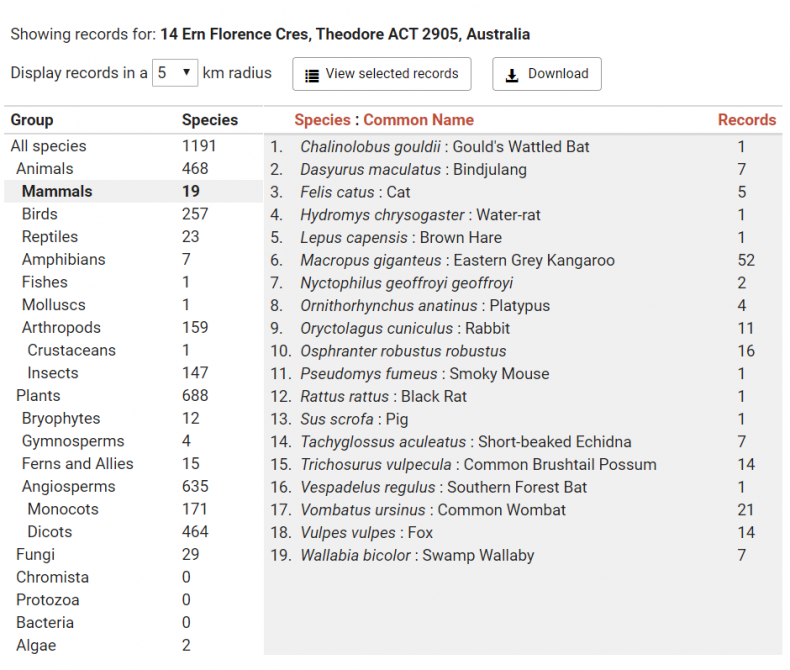 Showing records for: 14 Ern Florence Cres, Theodore ACT 2905, Australia
Display records in a 5 ▼ km radius View selected records Download
Group Species Species : Common Name Records
All species 1191 1. Chalinolobus gouldii : Gould's Wattled Bat 1
Animals 468 2. Dasyurus maculatus : Bindjulang 7
Mammals 19 3. Felis catus : Cat 5
Birds 257 4. Hydromys chrysogaster : Water-rat 1
Reptiles 23 5. Lepus capensis : Brown Hare 1
Amphibians 7 6. Macropus giganteus : Eastern Grey Kangaroo 52
Fishes 1 7. Nyctophilus geoffroyi geoffroyi 2
Molluscs 1 8. Ornithorhynchus anatinus : Platypus 4
Arthropods 159 9. Oryctolagus cuniculus : Rabbit 11
Crustaceans 1 10. Osphranter robustus robustus 16
Insects 147 11. Pseudomys fumeus : Smoky Mouse 1
Plants 688 12. Rattus rattus : Black Rat 1
Bryophytes 12 13. Sus scrofa : Pig 1
Gymnosperms 4 14. Tachyglossus aculeatus : Short-beaked Echidna 7
Ferns and Allies 15 15. Trichosurus vulpecula : Common Brushtail Possum 14
Angiosperms 635 16. Vespadelus regulus : Southern Forest Bat 1
Monocots 171 17. Vombatus ursinus : Common Wombat 21
Dicots 464 18. Vulpes vulpes : Fox 14
Fungi 29 19. Wallabia bicolor : Swamp Wallaby 7
Chromista 0
Protozoa 0
Bacteria 0
Algae 2